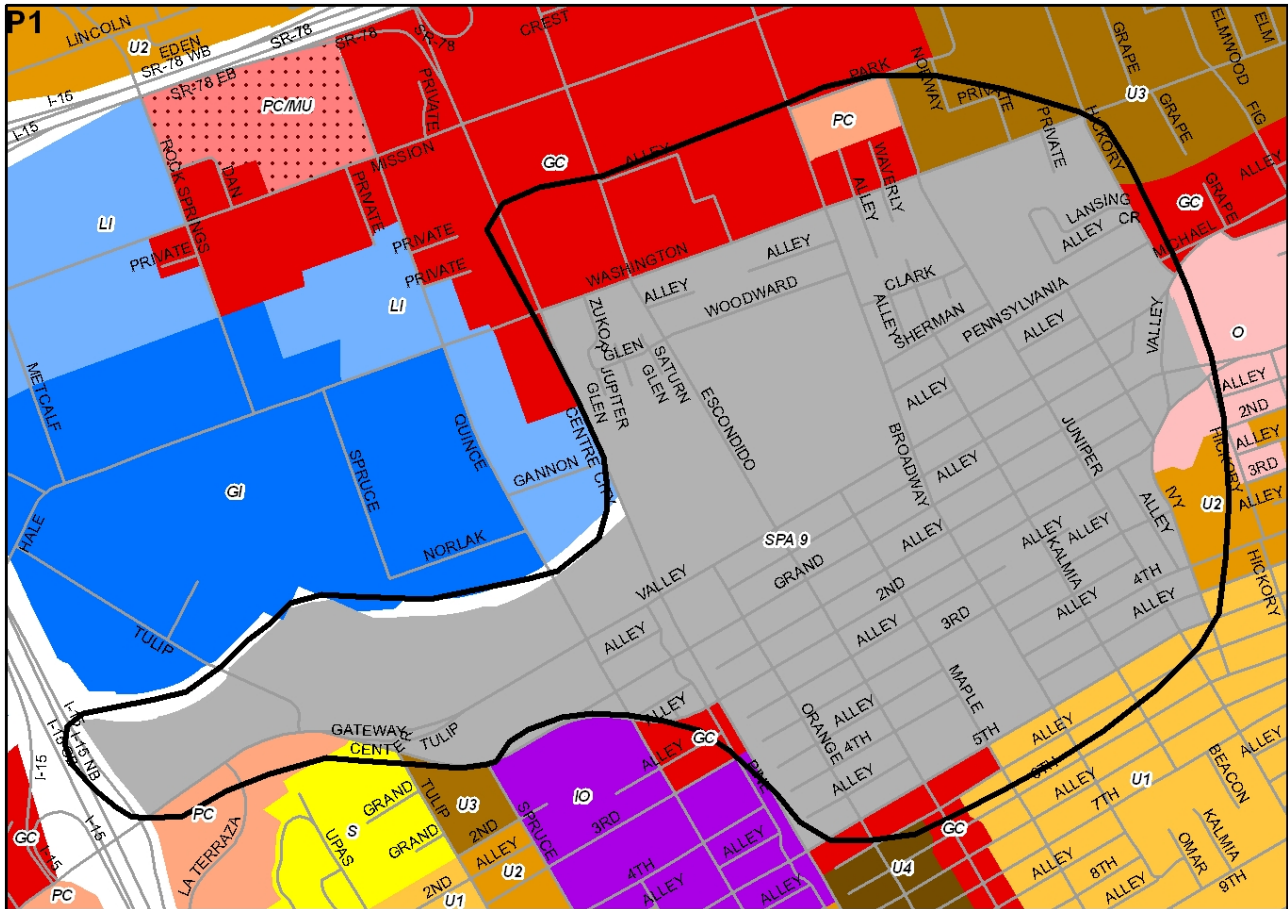 P1
LINCOLN
EDEN
U2
SR-78 WB
SR-78
SR-78
SR-78
SR-78 EB
I-15
I-15
CREST
PRIVATE
PC/MU
PARK
NORWAY
PRIVATE
GRAPE
ELMWOOD
ELM
U3
GRAPE
FIG
PC
ROCK SPRINGS
DAN
MISSION
PRIVATE
GC
ALLEY
ALLEY
WAVERLY
PRIVATE
HICKORY
ALLEY
GRAPE
GC
LI
PRIVATE
PRIVATE
PRIVATE
WASHINGTON
ALLEY
LANSING
CR
ALLEY
MICHAEL
LI
ZUKOR
ALLEY
WOODWARD
CLARK
ALLEY
SHERMAN
PENNSYLVANIA
ALLEY
VALLEY
O
METCALF
GLEN
JUPITER
GLEN
SATURN
GLEN
ESCONDIDO
ALLEY
ALLEY
2ND
HICKORY
ALLEY
3RD
QUINCE
CENTRE CITY
SPRUCE
GANNON
BROADWAY
ALLEY
JUNIPER
IVY
U2
ALLEY
ALLEY
GI
HALE
NORLAK
SPA 9
ALLEY
ALLEY
ALLEY
KALMIA
VALLEY
GRAND
2ND
4TH
ALLEY
ALLEY
HICKORY
TULIP
ALLEY
ALLEY
3RD
MAPLE
I-15 NB
I-15
GATEWAY
CENTER
TULIP
ALLEY
ORANGE
ALLEY
4TH
ALLEY
5TH
ALLEY
6TH
ALLEY
7TH
U1
BEACON
ALLEY
GC
ALLEY
PINE
PC
LA TERRAZA
S
GRAND
GRAND
UPAS
TULIP
U3
2ND
ALLEY
SPRUCE
IO
3RD
GC
I-15
I-15
GC
PC
2ND
U1
U2
4TH
ALLEY
ALLEY
ALLEY
U4
ALLEY
8TH
ALLEY
OMAR
KALMIA
9TH